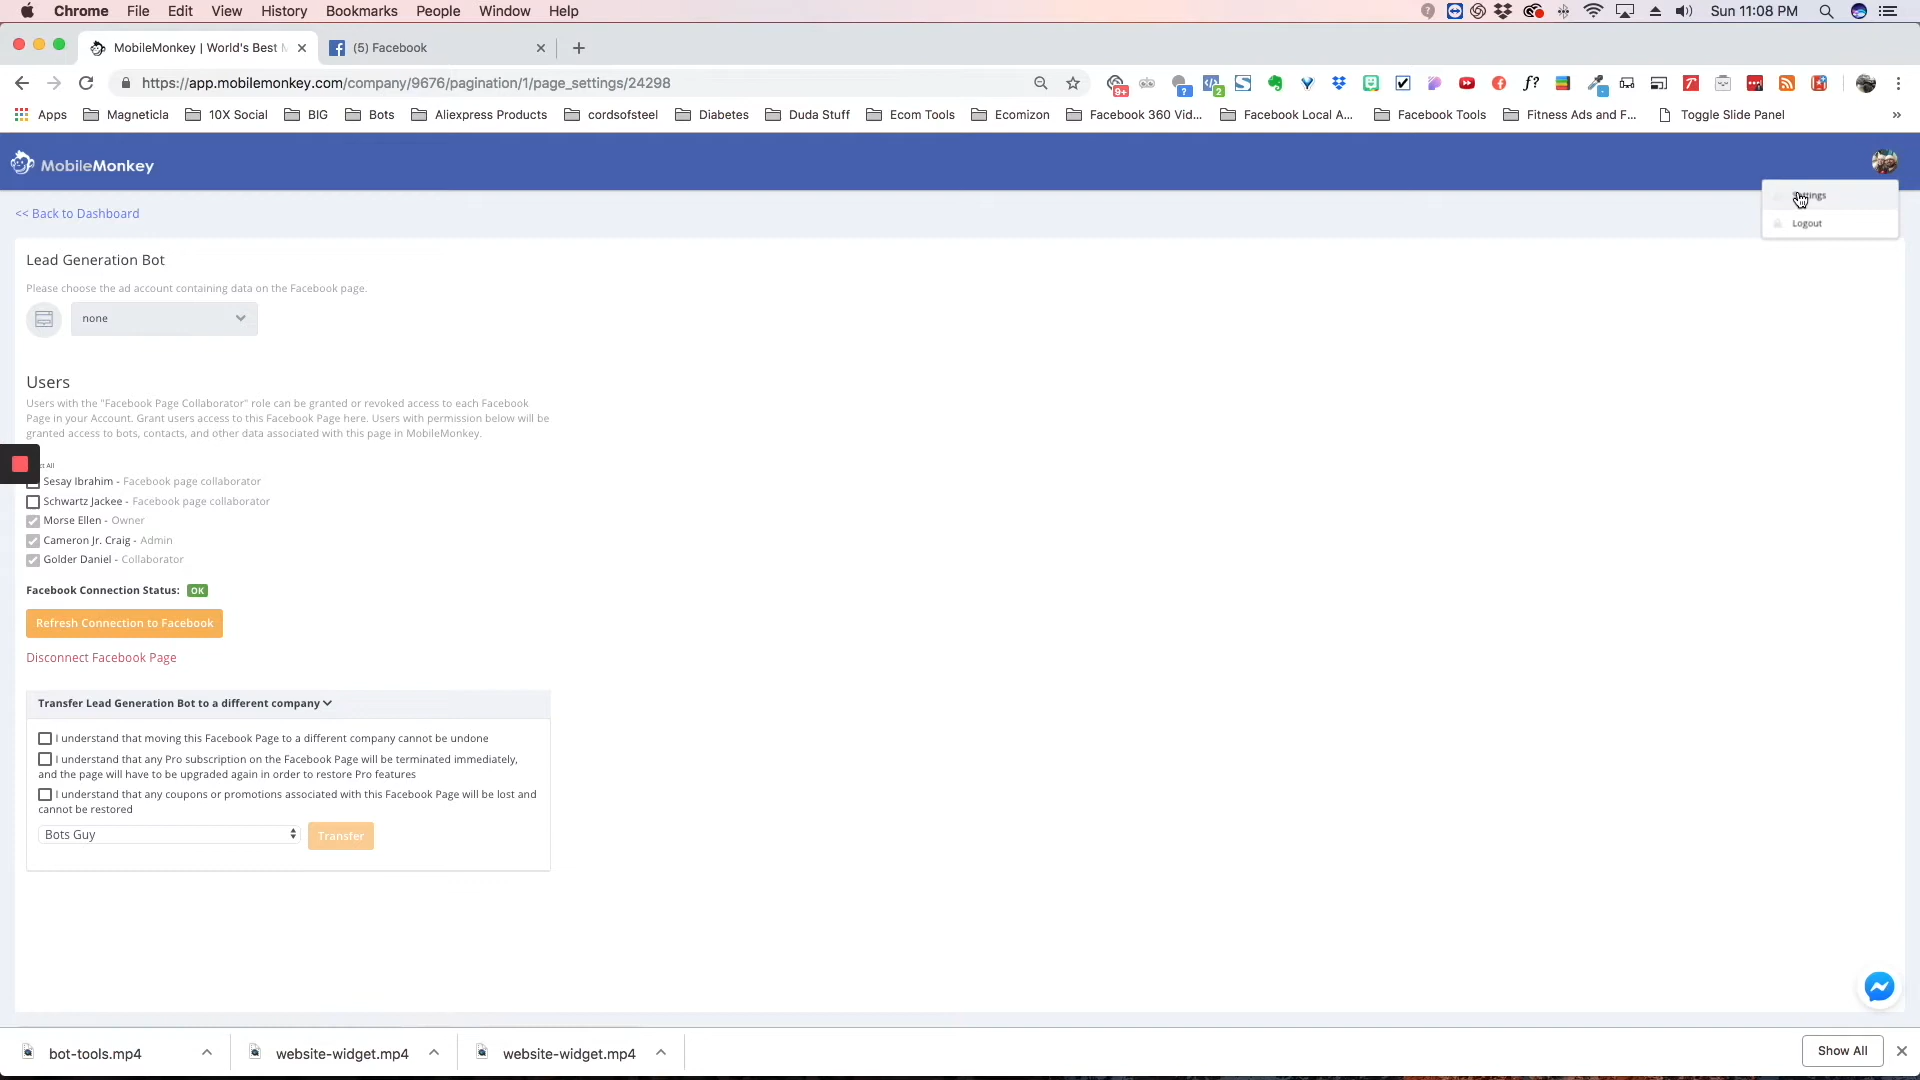 Chrome File Edit View History Bookmarks People Window Help Sun 11:08 PM
MobileMonkey | World's Best M (5) Facebook
https://app.mobilemonkey.com/company/9676/pagination/1/page_settings/24298
9+ ? 2 f?
Apps Magneticla 10X Social BIG Bots Aliexpress Products cordsofsteel Diabetes Duda Stuff Ecom Tools Ecomizon Facebook 360 Vid... Facebook Local A... Facebook Tools Fitness Ads and F... Toggle Slide Panel »
MobileMonkey
Settings
Logout
<< Back to Dashboard
Lead Generation Bot
Please choose the ad account containing data on the Facebook page.
none
Users
Users with the "Facebook Page Collaborator" role can be granted or revoked access to each Facebook
Page in your Account. Grant users access to this Facebook Page here. Users with permission below will be
granted access to bots, contacts, and other data associated with this page in MobileMonkey.
ct All
Sesay Ibrahim - Facebook page collaborator
Schwartz Jackee - Facebook page collaborator
Morse Ellen - Owner
Cameron Jr. Craig - Admin
Golder Daniel - Collaborator
Facebook Connection Status: OK
Refresh Connection to Facebook
Disconnect Facebook Page
Transfer Lead Generation Bot to a different company
I understand that moving this Facebook Page to a different company cannot be undone
I understand that any Pro subscription on the Facebook Page will be terminated immediately,
and the page will have to be upgraded again in order to restore Pro features
I understand that any coupons or promotions associated with this Facebook Page will be lost and
cannot be restored
Bots Guy Transfer
bot-tools.mp4 website-widget.mp4 website-widget.mp4 Show All